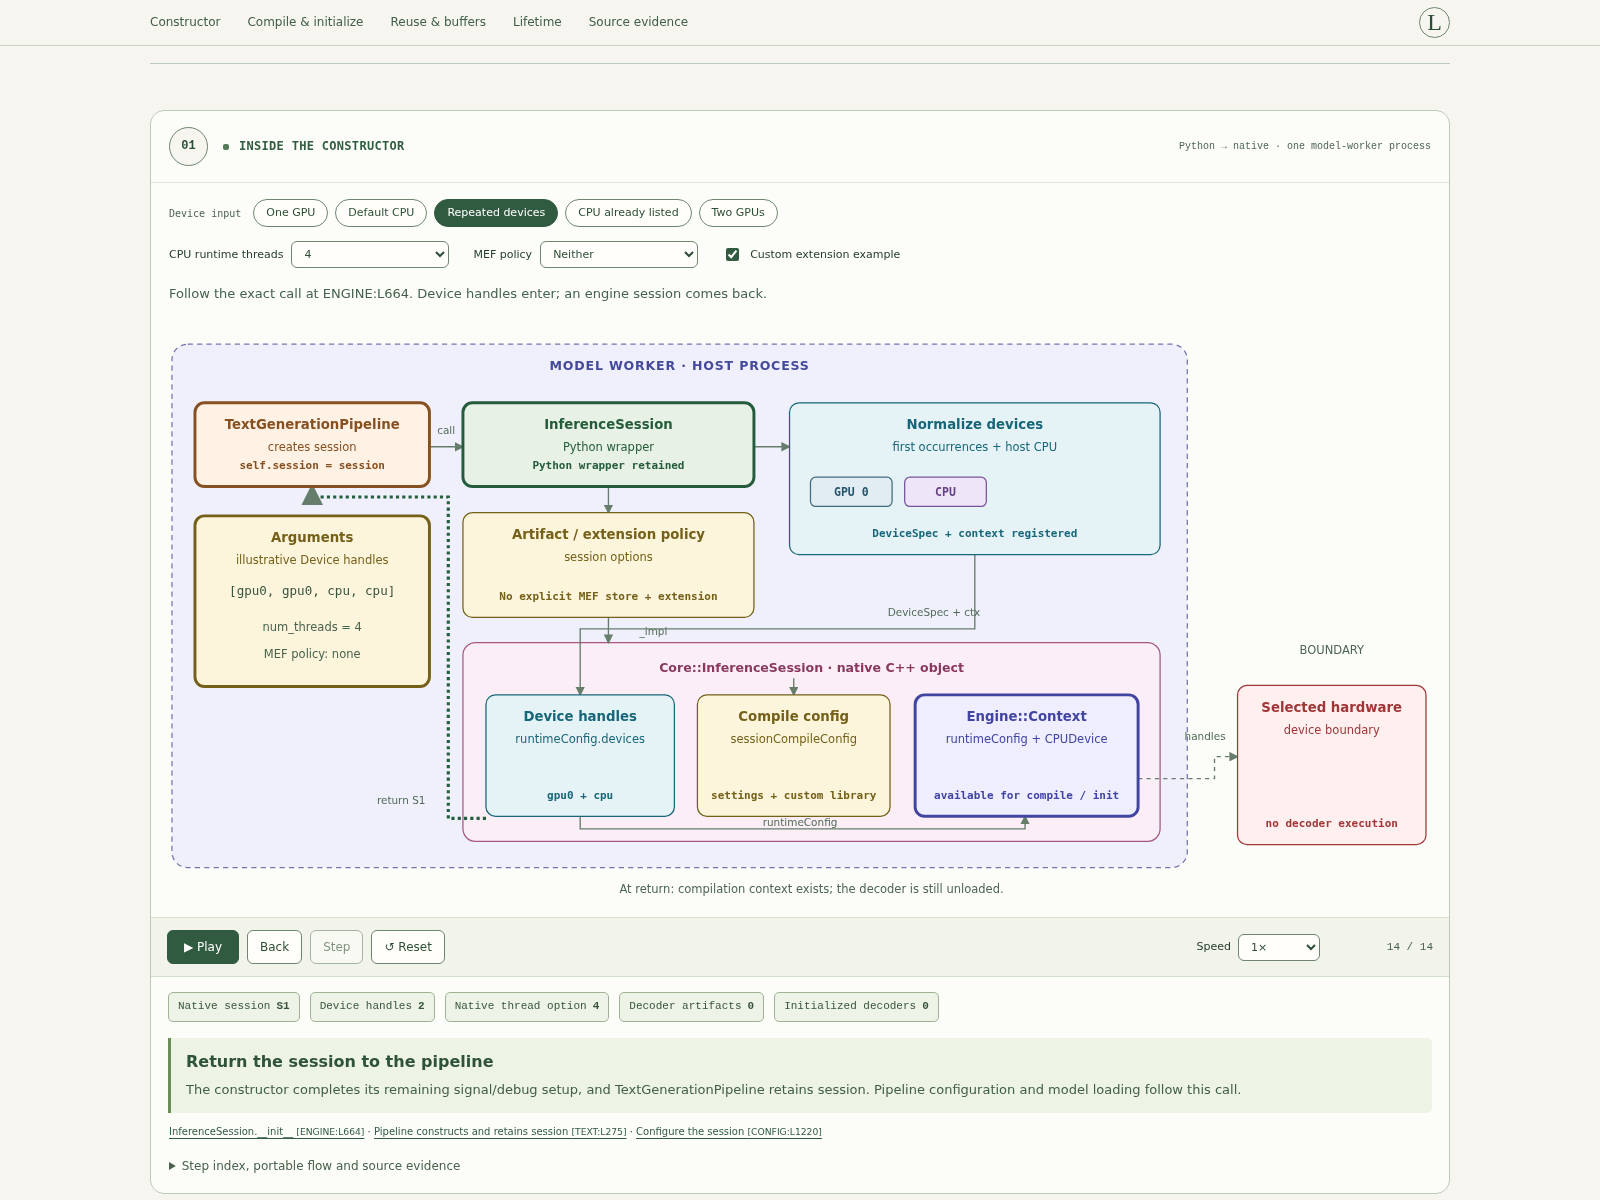 Constructor Compile & initialize Reuse & buffers Lifetime Source evidence L
01 INSIDE THE CONSTRUCTOR Python → native · one model-worker process
Device input One GPU Default CPU Repeated devices CPU already listed Two GPUs
CPU runtime threads 4 MEF policy Neither Custom extension example
Follow the exact call at ENGINE:L664. Device handles enter; an engine session comes back.
MODEL WORKER · HOST PROCESS
TextGenerationPipeline
creates session
self.session = session
call
InferenceSession
Python wrapper
Python wrapper retained
Normalize devices
first occurrences + host CPU
GPU 0 CPU
DeviceSpec + context registered
Arguments
illustrative Device handles
[gpu0, gpu0, cpu, cpu]
num_threads = 4
MEF policy: none
Artifact / extension policy
session options
No explicit MEF store + extension
DeviceSpec + ctx
_impl
Core::InferenceSession · native C++ object
Device handles
runtimeConfig.devices
gpu0 + cpu
Compile config
sessionCompileConfig
settings + custom library
Engine::Context
runtimeConfig + CPUDevice
available for compile / init
runtimeConfig
return S1
handles
BOUNDARY
Selected hardware
device boundary
no decoder execution
At return: compilation context exists; the decoder is still unloaded.
▶ Play Back Step ↺ Reset Speed 1× 14 / 14
Native session S1 Device handles 2 Native thread option 4 Decoder artifacts 0 Initialized decoders 0
Return the session to the pipeline
The constructor completes its remaining signal/debug setup, and TextGenerationPipeline retains session. Pipeline configuration and model loading follow this call.
InferenceSession.__init__ [ENGINE:L664] · Pipeline constructs and retains session [TEXT:L275] · Configure the session [CONFIG:L1220]
▶ Step index, portable flow and source evidence